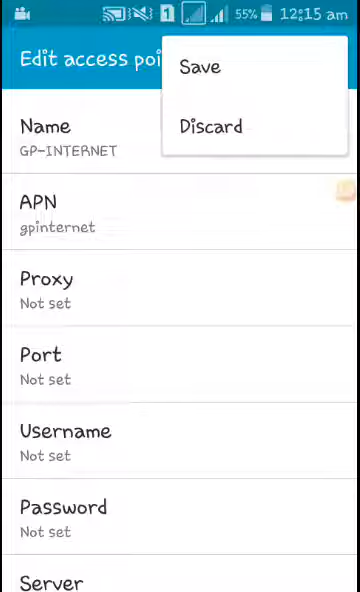 1 55% 12:15 am
Edit access poi
Save
Discard
Name
GP-INTERNET
APN
gpinternet
Proxy
Not set
Port
Not set
Username
Not set
Password
Not set
Server